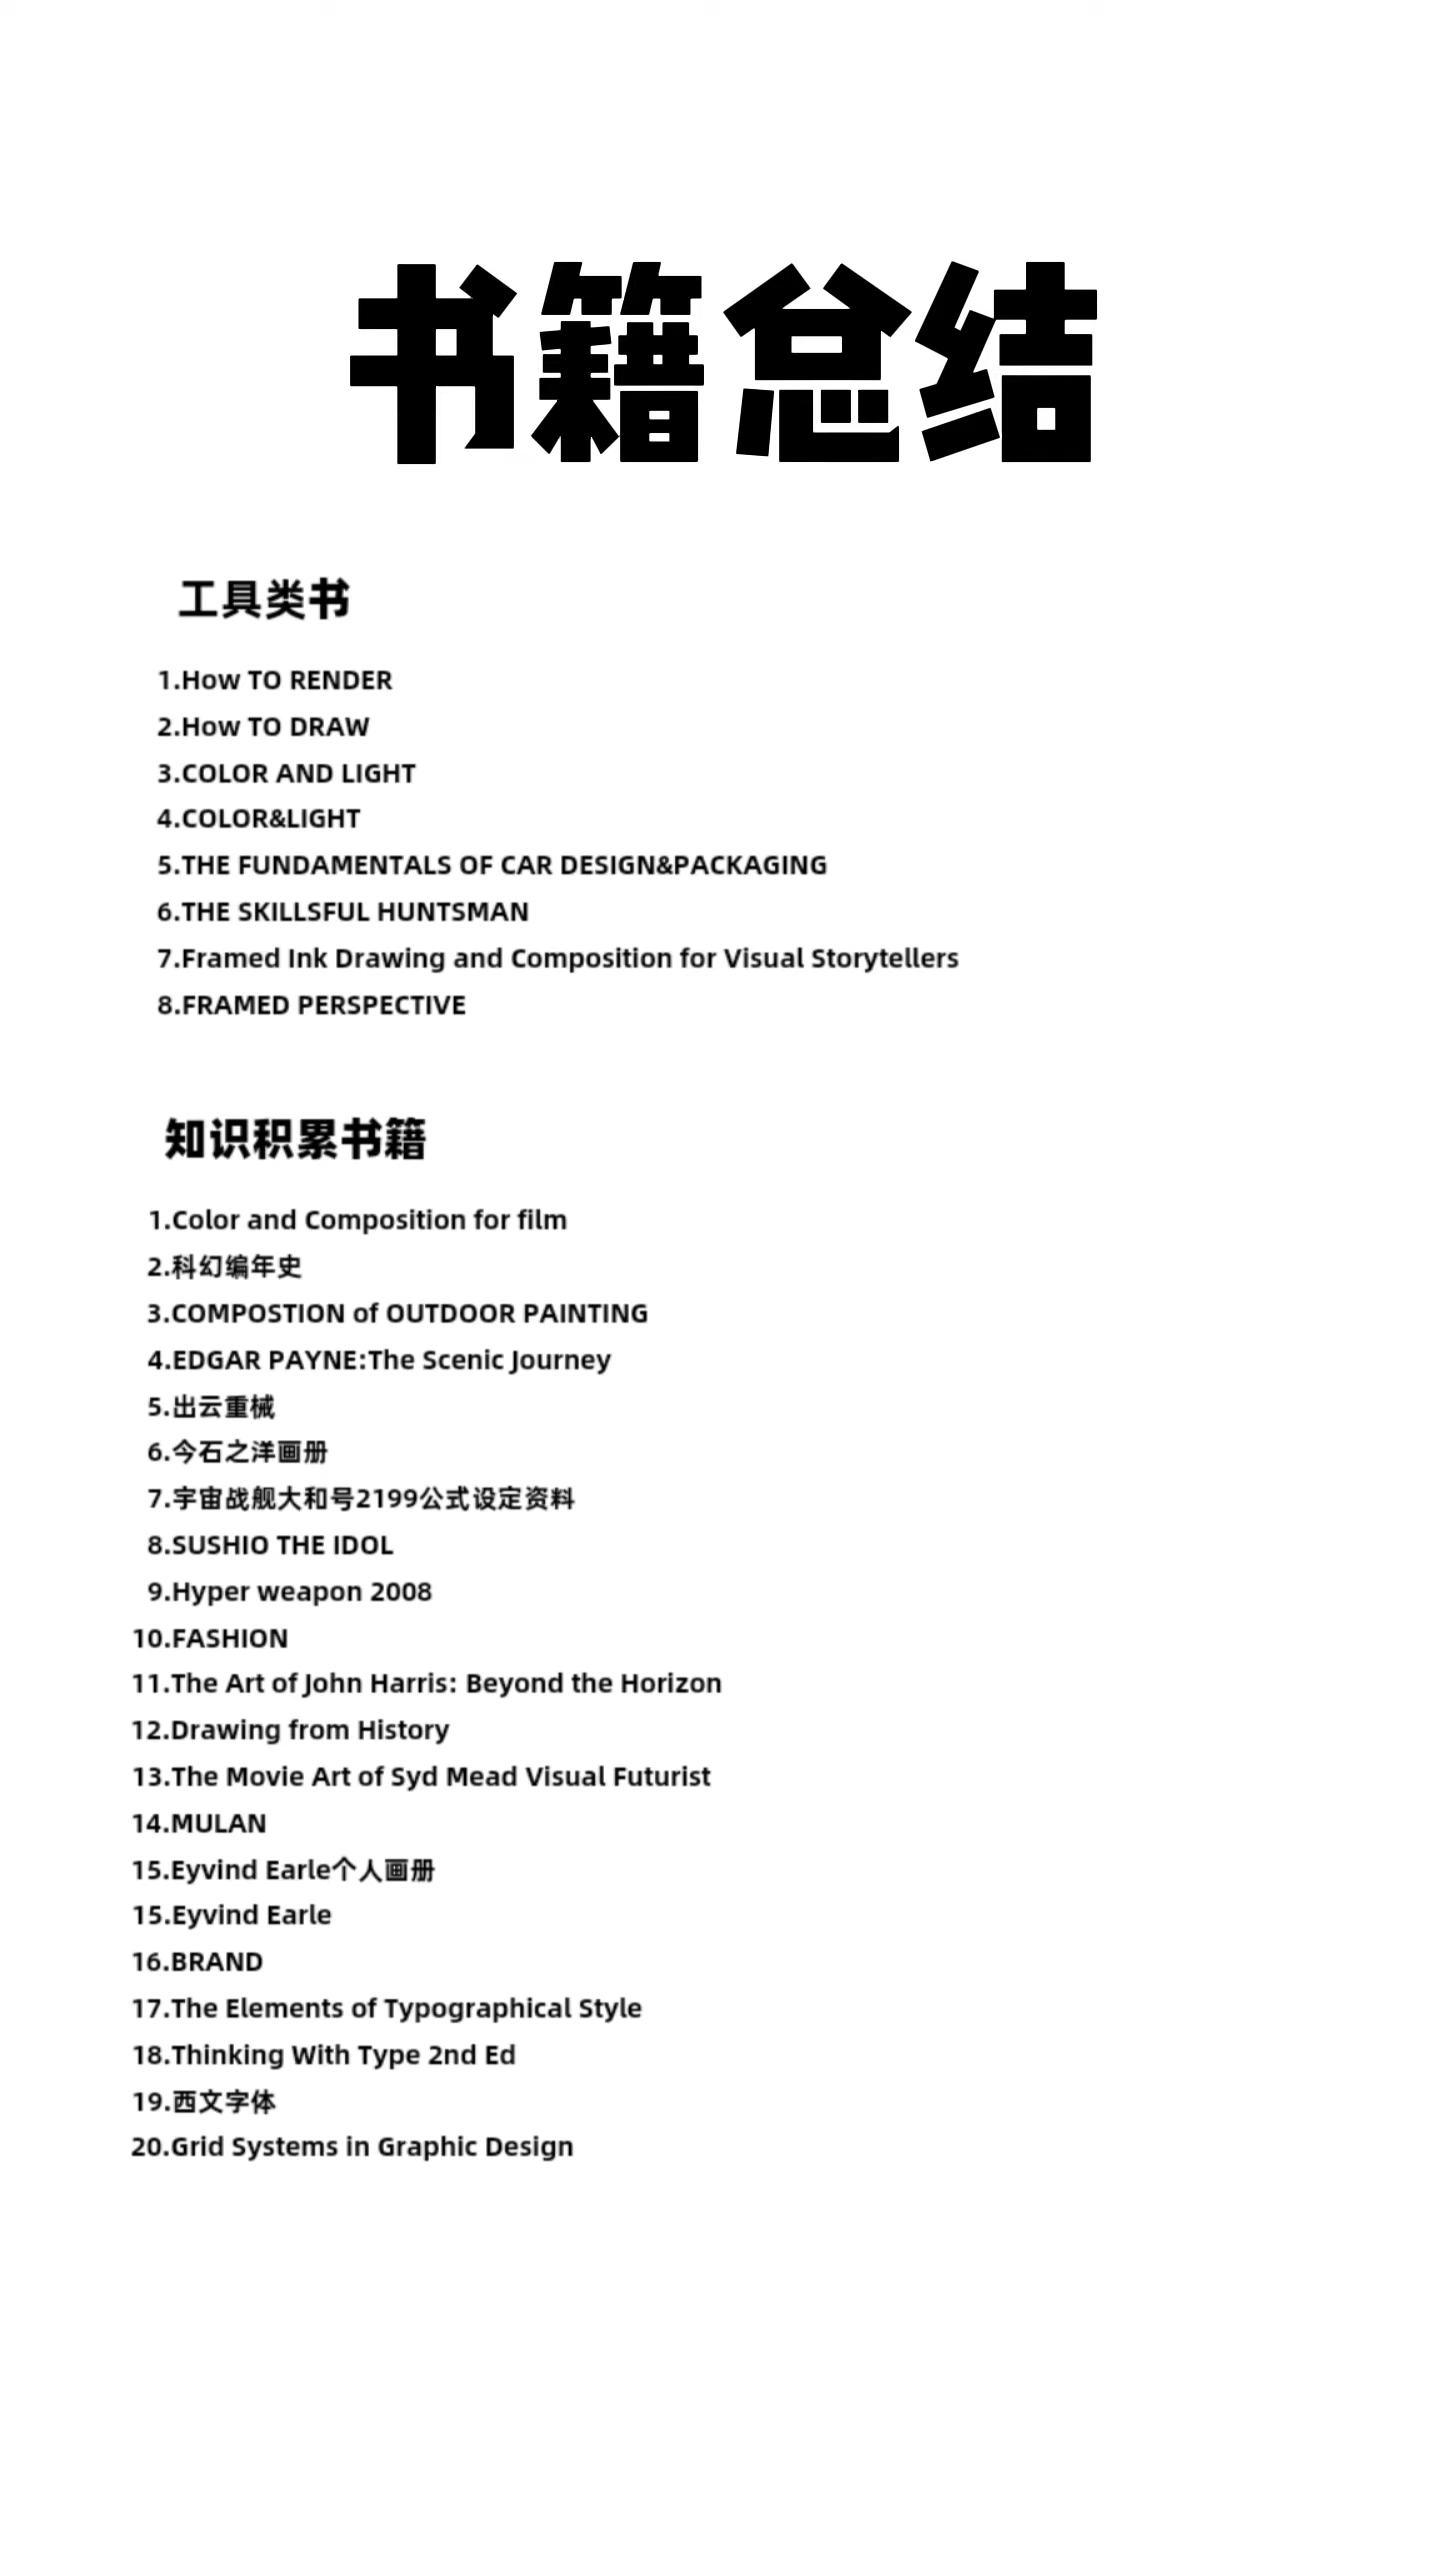 书籍总结
工具类书
1.How TO RENDER
2.How TO DRAW
3.COLOR AND LIGHT
4.COLOR&LIGHT
5.THE FUNDAMENTALS OF CAR DESIGN&PACKAGING
6.THE SKILLSFUL HUNTSMAN
7.Framed Ink Drawing and Composition for Visual Storytellers
8.FRAMED PERSPECTIVE
知识积累书籍
1.Color and Composition for film
2.科幻编年史
3.COMPOSTION of OUTDOOR PAINTING
4.EDGAR PAYNE:The Scenic Journey
5.出云重械
6.今石之洋画册
7.宇宙战舰大和号2199公式设定资料
8.SUSHIO THE IDOL
9.Hyper weapon 2008
10.FASHION
11.The Art of John Harris: Beyond the Horizon
12.Drawing from History
13.The Movie Art of Syd Mead Visual Futurist
14.MULAN
15.Eyvind Earle个人画册
15.Eyvind Earle
16.BRAND
17.The Elements of Typographical Style
18.Thinking With Type 2nd Ed
19.西文字体
20.Grid Systems in Graphic Design